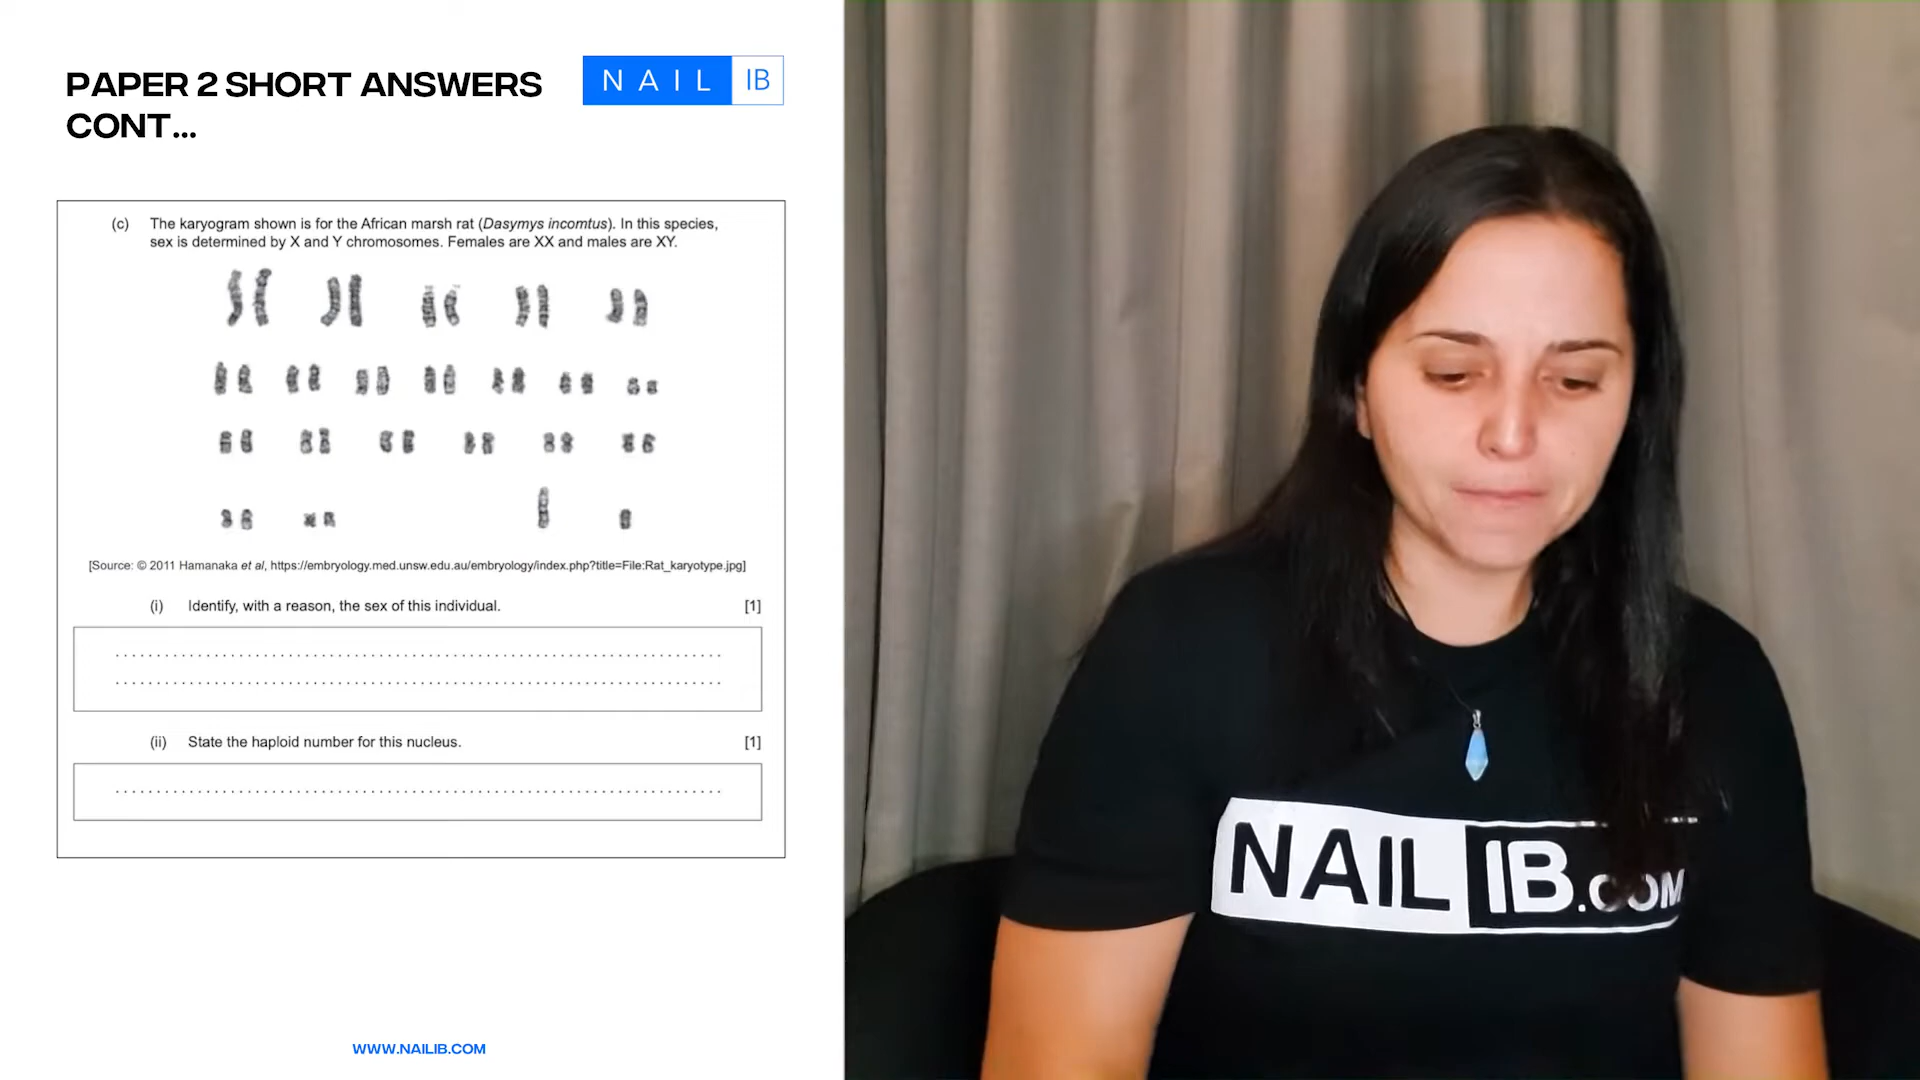 PAPER 2 SHORT ANSWERS
CONT...
NAIL IB
(c) The karyogram shown is for the African marsh rat (Dasymys incomtus). In this species,
sex is determined by X and Y chromosomes. Females are XX and males are XY.
[Source: © 2011 Hamanaka et al, https://embryology.med.unsw.edu.au/embryology/index.php?title=File:Rat_karyotype.jpg]
(i) Identify, with a reason, the sex of this individual. [1]
(ii) State the haploid number for this nucleus. [1]
WWW.NAILIB.COM
NAIL IB.COM